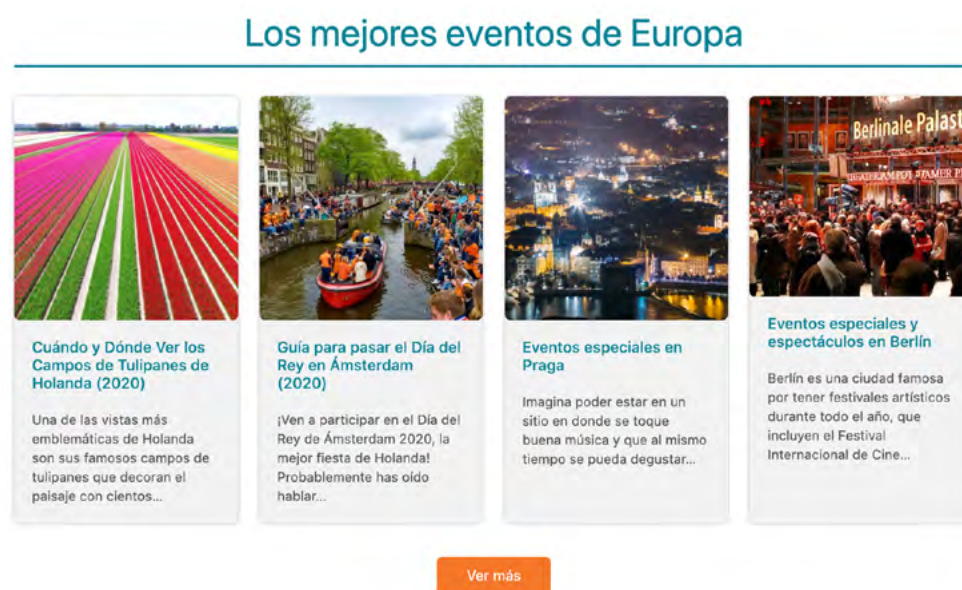 Los mejores eventos de Europa
Berlinale Palast
Cuándo y Dónde Ver los
Campos de Tulipanes de
Holanda (2020)
Una de las vistas más
emblemáticas de Holanda
son sus famosos campos de
tulipanes que decoran el
paisaje con cientos...
Guía para pasar el Día del
Rey en Ámsterdam
(2020)
¡Ven a participar en el Día del
Rey de Ámsterdam 2020, la
mejor fiesta de Holanda!
Probablemente has oído
hablar...
Eventos especiales en
Praga
Imagina poder estar en un
sitio en donde se toque
buena música y que al mismo
tiempo se pueda degustar...
Eventos especiales y
espectáculos en Berlín
Berlín es una ciudad famosa
por tener festivales artísticos
durante todo el año, que
incluyen el Festival
Internacional de Cine...
Ver más